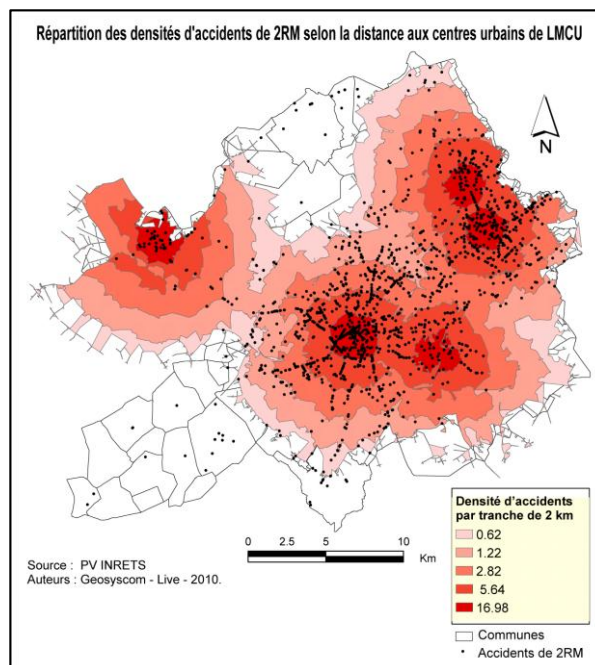 Répartition des densités d'accidents de 2RM selon la distance aux centres urbains de LMCU
N
Densité d'accidents
par tranche de 2 km
0.62
1.22
2.82
5.64
16.98
Communes
Accidents de 2RM
0 2.5 5 10
Km
Source : PV INRETS
Auteurs : Geosyscom - Live - 2010.